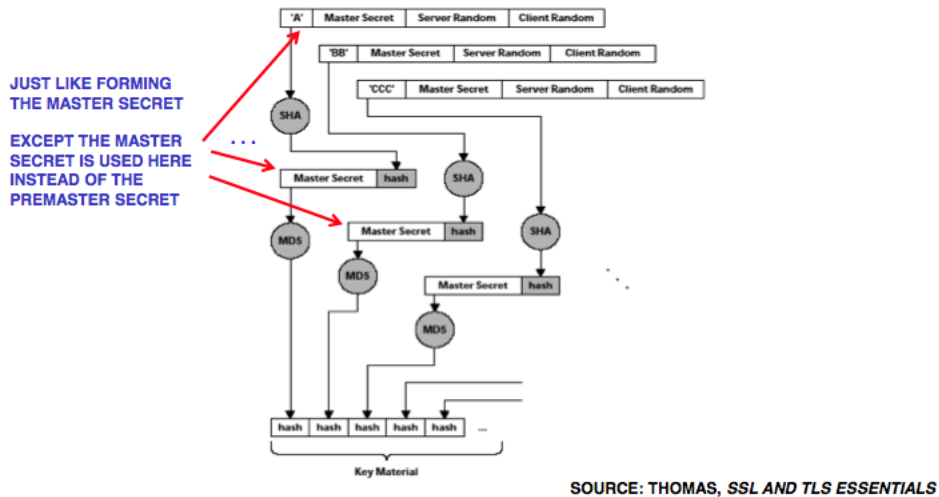 'A' Master Secret Server Random Client Random
'BB' Master Secret Server Random Client Random
'CCC' Master Secret Server Random Client Random
JUST LIKE FORMING
THE MASTER SECRET
EXCEPT THE MASTER
SECRET IS USED HERE
INSTEAD OF THE
PREMASTER SECRET
. . .
SHA
Master Secret hash
SHA
MD5
Master Secret hash
SHA
MD5
Master Secret hash
. . .
MD5
hash hash hash hash hash ...
Key Material
SOURCE: THOMAS, SSL AND TLS ESSENTIALS